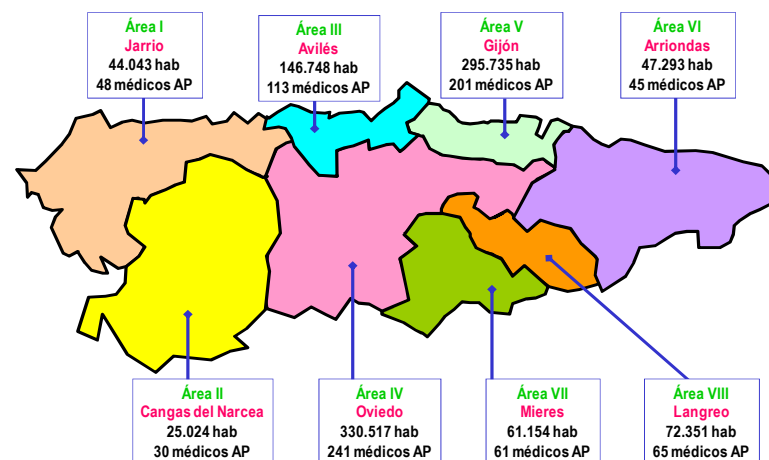 Área I
Jarrio
44.043 hab
48 médicos AP
Área III
Avilés
146.748 hab
113 médicos AP
Área V
Gijón
295.735 hab
201 médicos AP
Área VI
Arriondas
47.293 hab
45 médicos AP
Área II
Cangas del Narcea
25.024 hab
30 médicos AP
Área IV
Oviedo
330.517 hab
241 médicos AP
Área VII
Mieres
61.154 hab
61 médicos AP
Área VIII
Langreo
72.351 hab
65 médicos AP